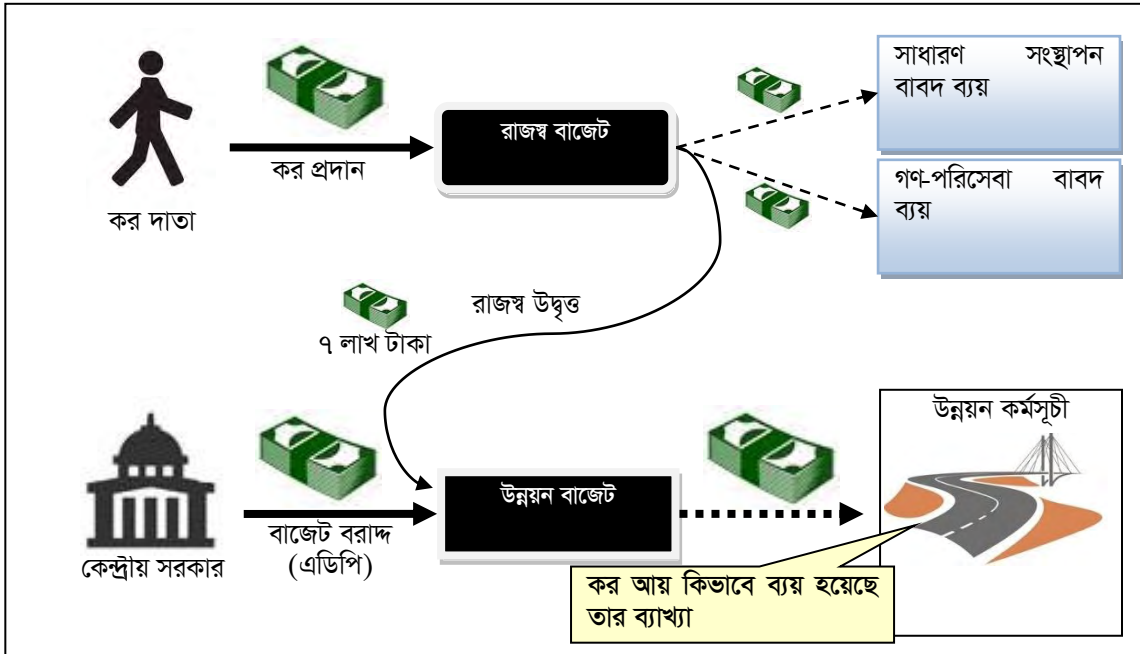 সাধারণ সংস্থাপন
বাবদ ব্যয়
রাজস্ব বাজেট
কর প্রদান
গণ-পরিসেবা বাবদ
ব্যয়
কর দাতা
রাজস্ব উদ্বৃত্ত
৭ লাখ টাকা
উন্নয়ন কর্মসূচী
উন্নয়ন বাজেট
বাজেট বরাদ্দ
(এডিপি)
কেন্দ্রীয় সরকার
কর আয় কিভাবে ব্যয় হয়েছে
তার ব্যাখ্যা